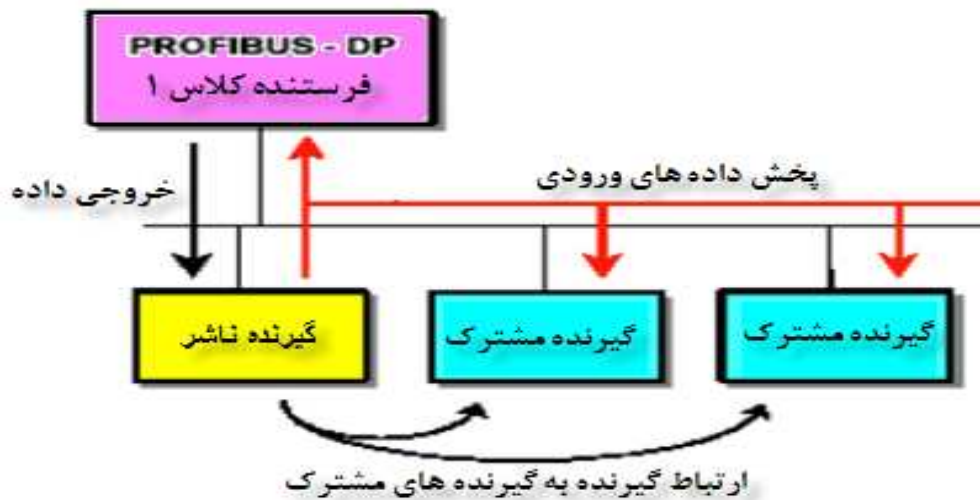 PROFIBUS - DP
فرستنده کلاس ۱
خروجی داده
پخش داده های ورودی
گیرنده ناشر
گیرنده مشترک
گیرنده مشترک
ارتباط گیرنده به گیرنده های مشترک